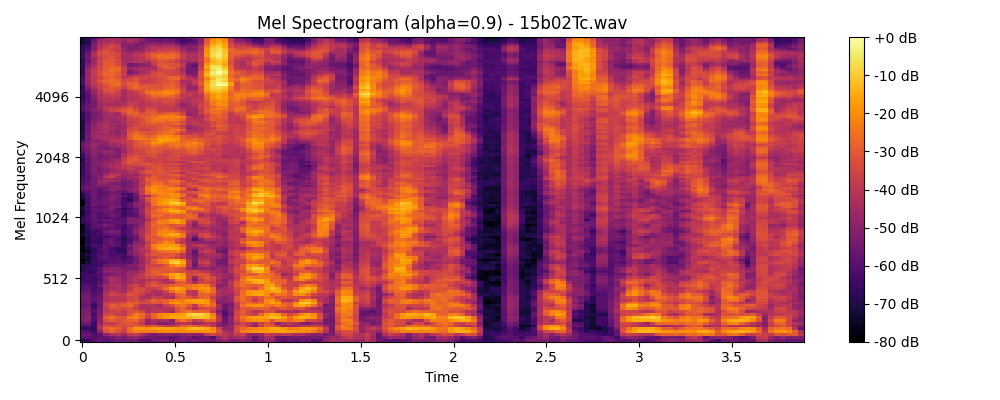 Mel Spectrogram (alpha=0.9) - 15b02Tc.wav
+0 dB
-10 dB
4096
-20 dB
-30 dB
2048
Mel Frequency
-40 dB
1024
-50 dB
512
-60 dB
-70 dB
0
-80 dB
0 0.5 1 1.5 2 2.5 3 3.5
Time